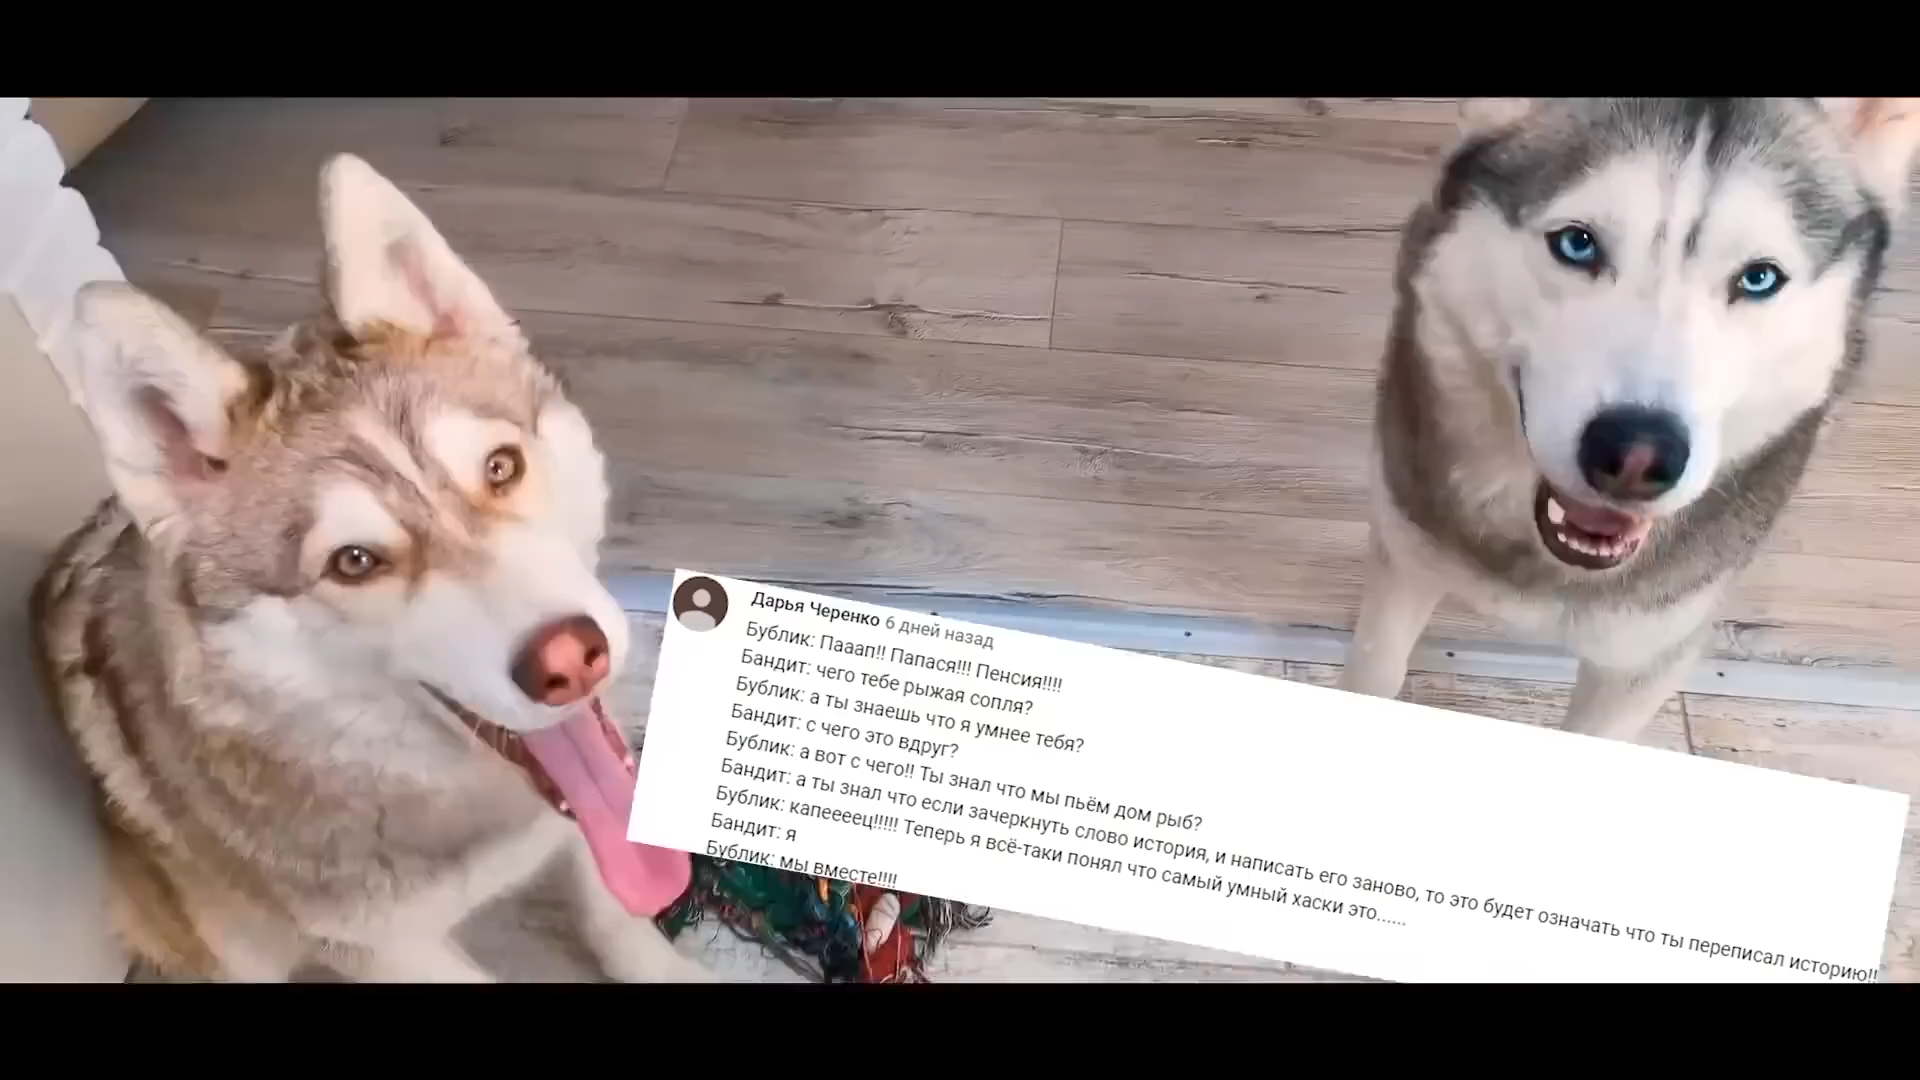 Дарья Черенко 6 дней назад
Бублик: Пааап!! Папася!!! Пенсия!!!!
Бандит: чего тебе рыжая сопля?
Бублик: а ты знаешь что я умнее тебя?
Бандит: с чего это вдруг?
Бублик: а вот с чего!! Ты знал что мы пьём дом рыб?
Бандит: а ты знал что если зачеркнуть слово история, и написать его заново, то это будет означать что ты переписал историю!!
Бублик: капеееец!!!!! Теперь я всё-таки понял что самый умный хаски это......
Бандит: я
Бублик: мы вместе!!!!